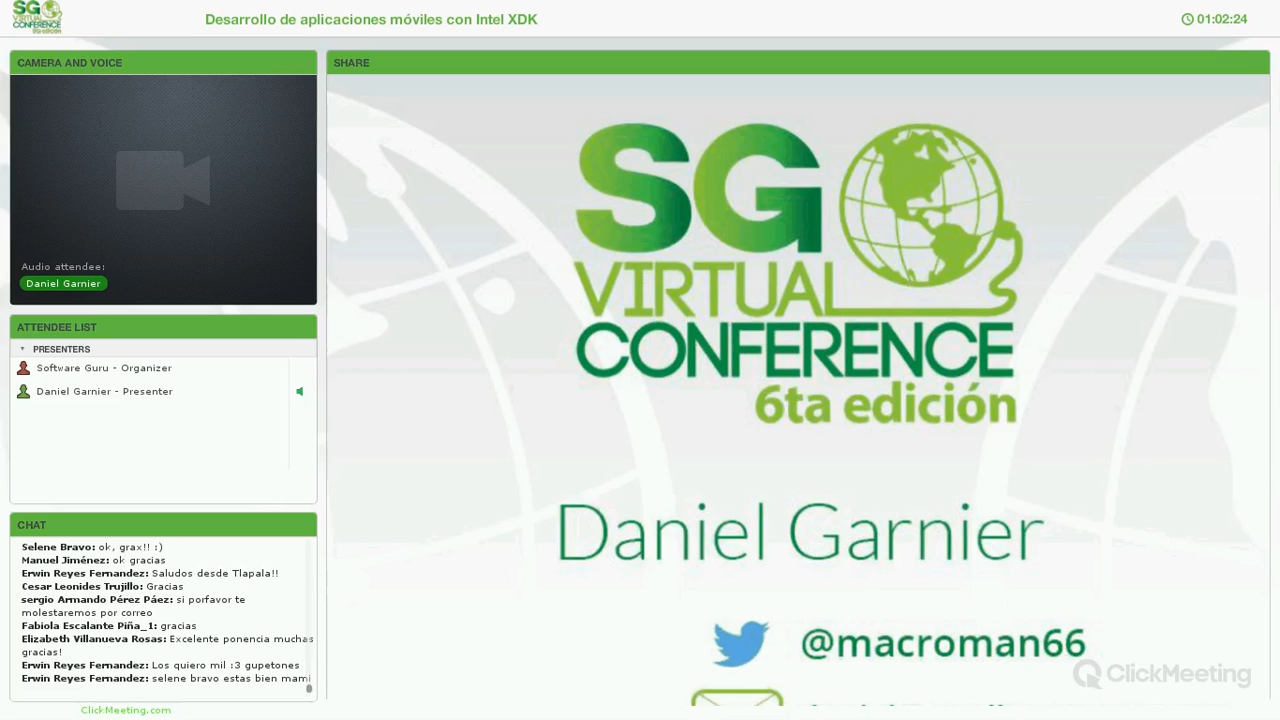 SG
VIRTUAL
CONFERENCE
6ta edición
Desarrollo de aplicaciones móviles con Intel XDK
01:02:24
CAMERA AND VOICE
Audio attendee:
Daniel Garnier
ATTENDEE LIST
PRESENTERS
Software Guru - Organizer
Daniel Garnier - Presenter
CHAT
Selene Bravo: ok, grax!! :)
Manuel Jiménez: ok gracias
Erwin Reyes Fernandez: Saludos desde Tlapala!!
Cesar Leonides Trujillo: Gracias
sergio Armando Pérez Páez: si porfavor te
molestaremos por correo
Fabiola Escalante Piña_1: gracias
Elizabeth Villanueva Rosas: Excelente ponencia muchas
gracias!
Erwin Reyes Fernandez: Los quiero mil :3 gupetones
Erwin Reyes Fernandez: selene bravo estas bien mami
ClickMeeting.com
SHARE
SG
VIRTUAL
CONFERENCE
6ta edición
Daniel Garnier
@macroman66
ClickMeeting